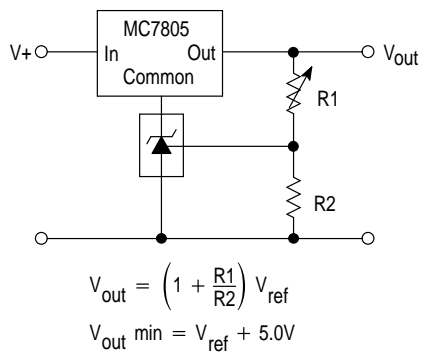 MC7805
V+ In Out Vout
Common
R1
R2
Vout = (1 + R1/R2) Vref
Vout min = Vref + 5.0V